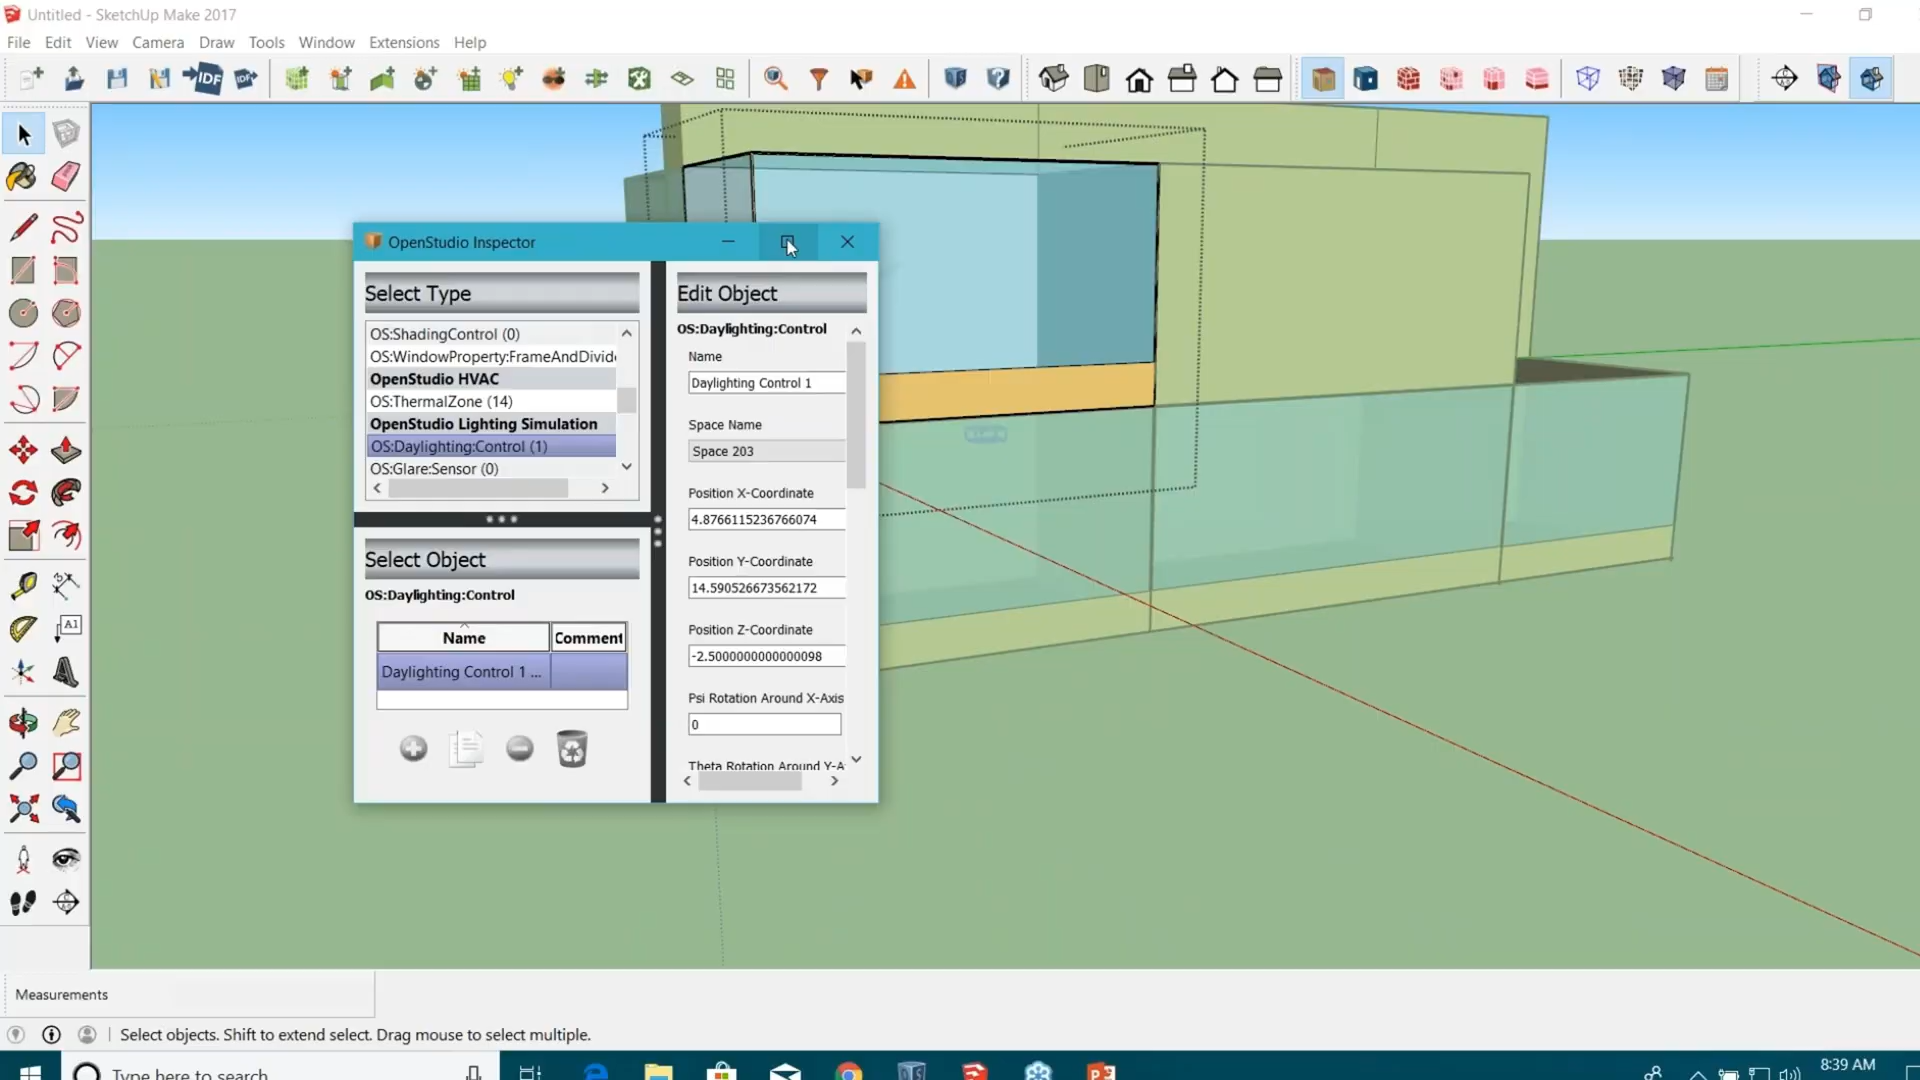 Untitled - SketchUp Make 2017
File Edit View Camera Draw Tools Window Extensions Help
IDF IDF+
OpenStudio Inspector
Select Type
OS:ShadingControl (0)
OS:WindowProperty:FrameAndDivide
OpenStudio HVAC
OS:ThermalZone (14)
OpenStudio Lighting Simulation
OS:Daylighting:Control (1)
OS:Glare:Sensor (0)
Select Object
OS:Daylighting:Control
Name Comment
Daylighting Control 1 ...
Edit Object
OS:Daylighting:Control
Name
Daylighting Control 1
Space Name
Space 203
Position X-Coordinate
4.8766115236766074
Position Y-Coordinate
14.590526673562172
Position Z-Coordinate
-2.5000000000000098
Psi Rotation Around X-Axis
0
Theta Rotation Around Y-A
A1
Measurements
Select objects. Shift to extend select. Drag mouse to select multiple.
Type here to search
8:39 AM